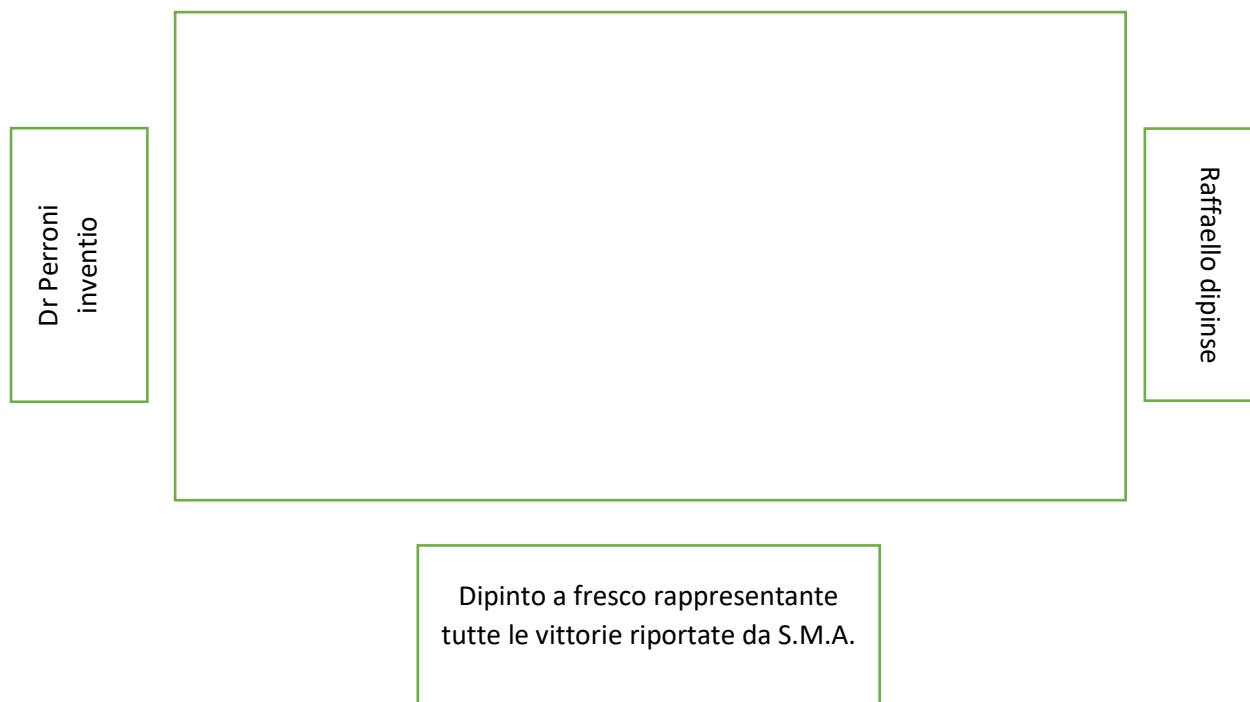 Dr Perroni
inventio
Raffaello dipinse
Dipinto a fresco rappresentante
tutte le vittorie riportate da S.M.A.